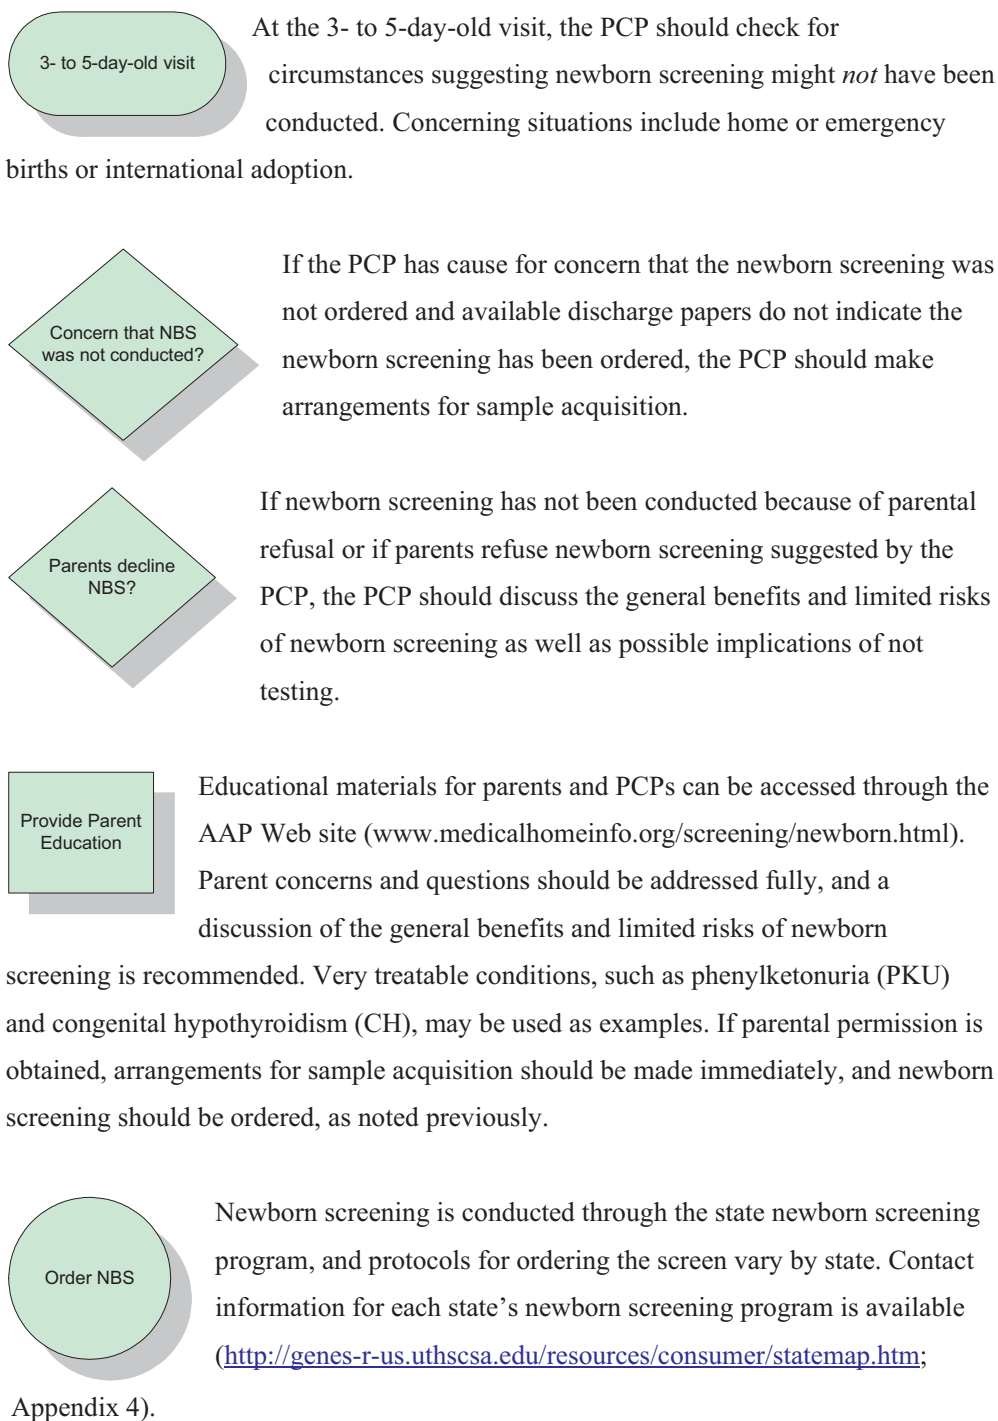 3- to 5-day-old visit
At the 3- to 5-day-old visit, the PCP should check for
circumstances suggesting newborn screening might not have been
conducted. Concerning situations include home or emergency
births or international adoption.
Concern that NBS
was not conducted?
If the PCP has cause for concern that the newborn screening was
not ordered and available discharge papers do not indicate the
newborn screening has been ordered, the PCP should make
arrangements for sample acquisition.
Parents decline
NBS?
If newborn screening has not been conducted because of parental
refusal or if parents refuse newborn screening suggested by the
PCP, the PCP should discuss the general benefits and limited risks
of newborn screening as well as possible implications of not
testing.
Provide Parent
Education
Educational materials for parents and PCPs can be accessed through the
AAP Web site (www.medicalhomeinfo.org/screening/newborn.html).
Parent concerns and questions should be addressed fully, and a
discussion of the general benefits and limited risks of newborn
screening is recommended. Very treatable conditions, such as phenylketonuria (PKU)
and congenital hypothyroidism (CH), may be used as examples. If parental permission is
obtained, arrangements for sample acquisition should be made immediately, and newborn
screening should be ordered, as noted previously.
Order NBS
Newborn screening is conducted through the state newborn screening
program, and protocols for ordering the screen vary by state. Contact
information for each state’s newborn screening program is available
(http://genes-r-us.uthscsa.edu/resources/consumer/statemap.htm;
Appendix 4).